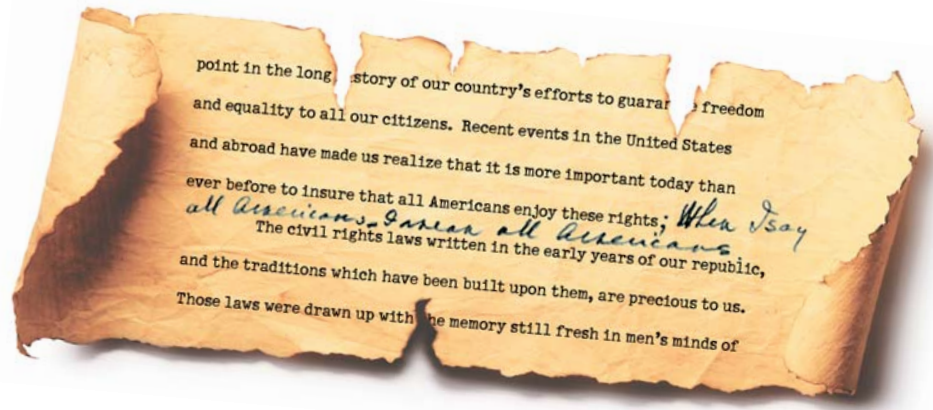 point in the long story of our country's efforts to guaran e freedom
and equality to all our citizens. Recent events in the United States
and abroad have made us realize that it is more important today than
ever before to insure that all Americans enjoy these rights; When I say
all Americans-I mean all Americans
The civil rights laws written in the early years of our republic,
and the traditions which have been built upon them, are precious to us.
Those laws were drawn up with he memory still fresh in men's minds of